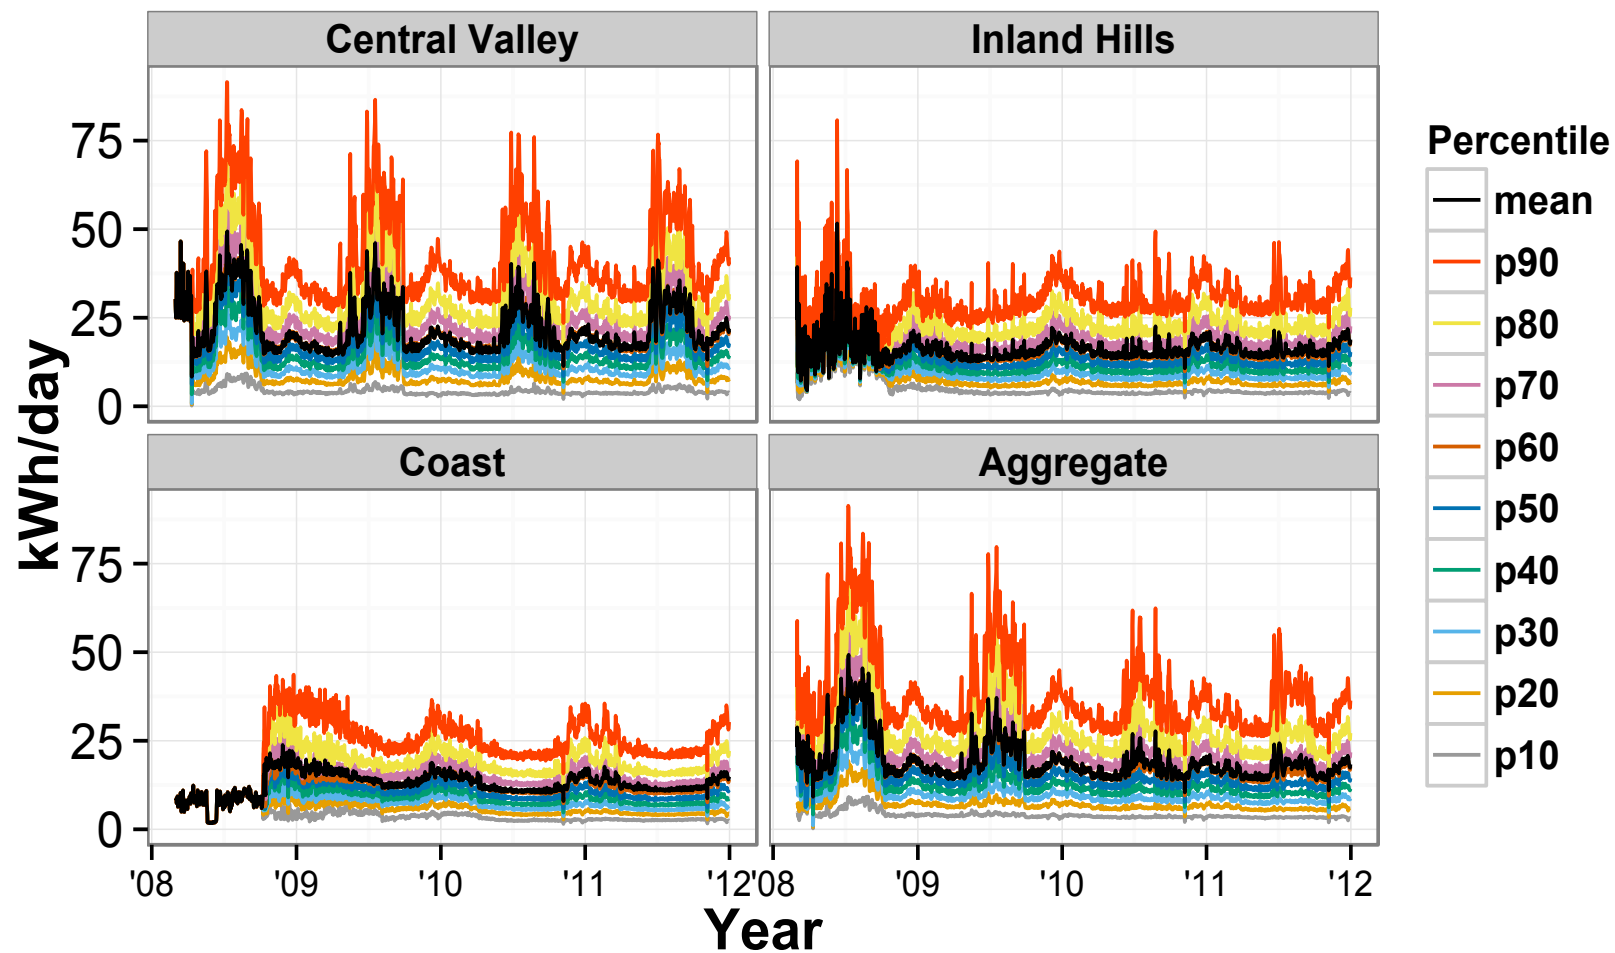 Central Valley
Inland Hills
75
50
25
0
Coast
Aggregate
75
50
25
0
kWh/day
'08 '09 '10 '11 '12
'08 '09 '10 '11 '12
Year
Percentile
mean
p90
p80
p70
p60
p50
p40
p30
p20
p10